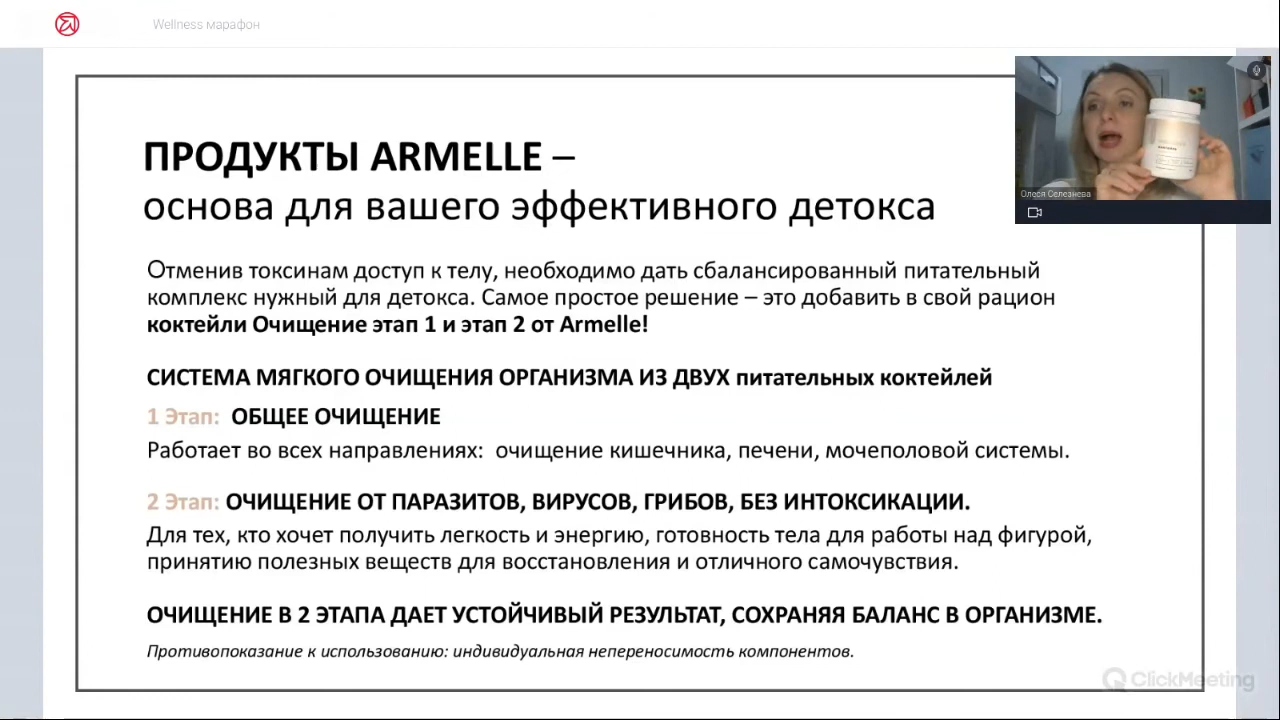 Wellness марафон
ПРОДУКТЫ ARMELLE –
основа для вашего эффективного детокса
Олеся Селезнева
Отменив токсинам доступ к телу, необходимо дать сбалансированный питательный
комплекс нужный для детокса. Самое простое решение – это добавить в свой рацион
коктейли Очищение этап 1 и этап 2 от Armelle!
СИСТЕМА МЯГКОГО ОЧИЩЕНИЯ ОРГАНИЗМА ИЗ ДВУХ питательных коктейлей
1 Этап: ОБЩЕЕ ОЧИЩЕНИЕ
Работает во всех направлениях: очищение кишечника, печени, мочеполовой системы.
2 Этап: ОЧИЩЕНИЕ ОТ ПАРАЗИТОВ, ВИРУСОВ, ГРИБОВ, БЕЗ ИНТОКСИКАЦИИ.
Для тех, кто хочет получить легкость и энергию, готовность тела для работы над фигурой,
принятию полезных веществ для восстановления и отличного самочувствия.
ОЧИЩЕНИЕ В 2 ЭТАПА ДАЕТ УСТОЙЧИВЫЙ РЕЗУЛЬТАТ, СОХРАНЯЯ БАЛАНС В ОРГАНИЗМЕ.
Противопоказание к использованию: индивидуальная непереносимость компонентов.
ClickMeeting